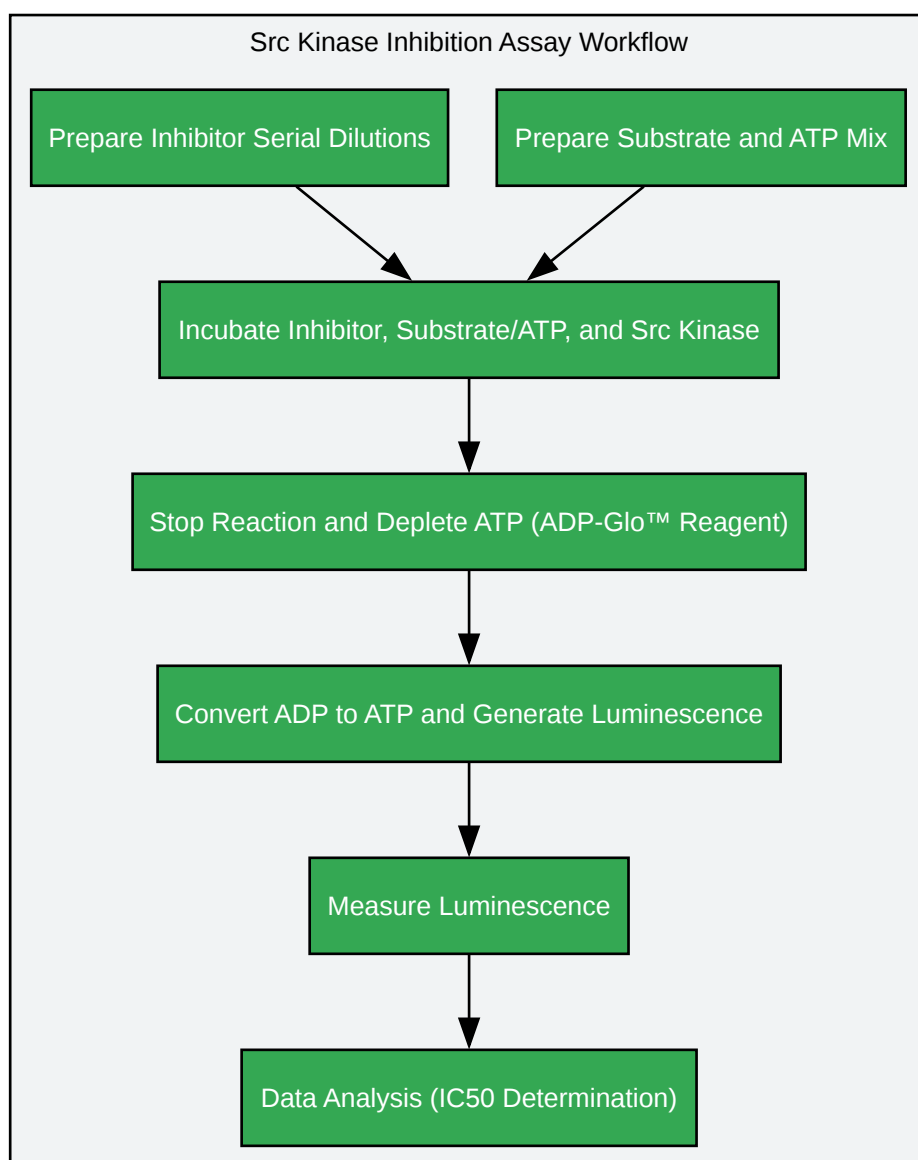 Src Kinase Inhibition Assay Workflow
Prepare Inhibitor Serial Dilutions
Prepare Substrate and ATP Mix
Incubate Inhibitor, Substrate/ATP, and Src Kinase
Stop Reaction and Deplete ATP (ADP-Glo™ Reagent)
Convert ADP to ATP and Generate Luminescence
Measure Luminescence
Data Analysis (IC50 Determination)